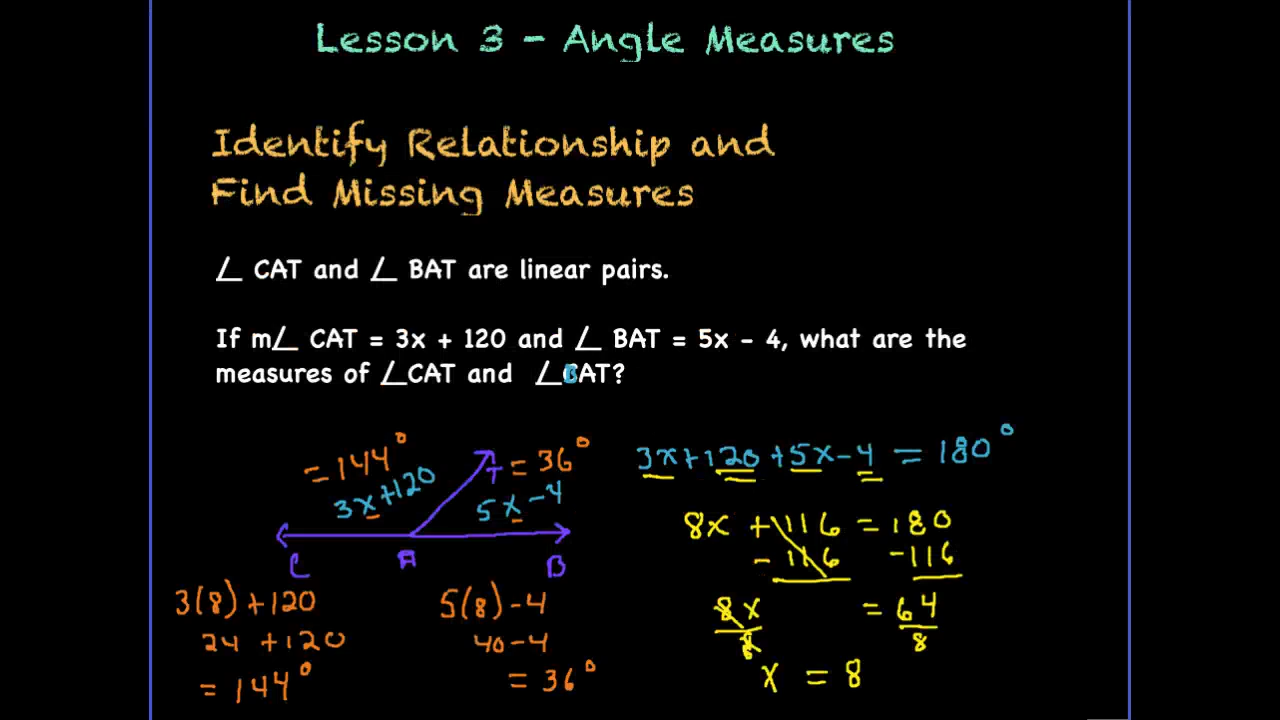 Lesson 3 - Angle Measures
Identify Relationship and
Find Missing Measures
∠ CAT and ∠ BAT are linear pairs.
If m∠ CAT = 3x + 120 and ∠ BAT = 5x - 4, what are the
measures of ∠CAT and ∠BAT?
= 144°
3x+120
T
= 36°
5x-4
C
A
B
3(8)+120
24 +120
= 144°
5(8)-4
40-4
= 36°
3x+120+5x-4 = 180°
8x + 116 = 180
- 116 -116
8x = 64
8 8
x = 8